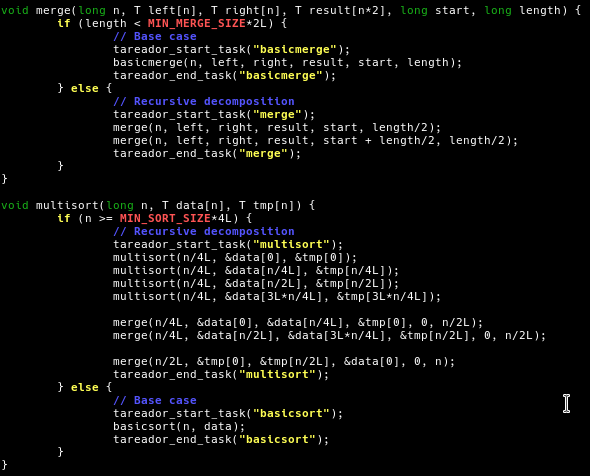 void merge(long n, T left[n], T right[n], T result[n*2], long start, long length) {
        if (length < MIN_MERGE_SIZE*2L) {
                // Base case
                tareador_start_task("basicmerge");
                basicmerge(n, left, right, result, start, length);
                tareador_end_task("basicmerge");
        } else {
                // Recursive decomposition
                tareador_start_task("merge");
                merge(n, left, right, result, start, length/2);
                merge(n, left, right, result, start + length/2, length/2);
                tareador_end_task("merge");
        }
}

void multisort(long n, T data[n], T tmp[n]) {
        if (n >= MIN_SORT_SIZE*4L) {
                // Recursive decomposition
                tareador_start_task("multisort");
                multisort(n/4L, &data[0], &tmp[0]);
                multisort(n/4L, &data[n/4L], &tmp[n/4L]);
                multisort(n/4L, &data[n/2L], &tmp[n/2L]);
                multisort(n/4L, &data[3L*n/4L], &tmp[3L*n/4L]);

                merge(n/4L, &data[0], &data[n/4L], &tmp[0], 0, n/2L);
                merge(n/4L, &data[n/2L], &data[3L*n/4L], &tmp[n/2L], 0, n/2L);

                merge(n/2L, &tmp[0], &tmp[n/2L], &data[0], 0, n);
                tareador_end_task("multisort");
        } else {
                // Base case
                tareador_start_task("basicsort");
                basicsort(n, data);
                tareador_end_task("basicsort");
        }
}